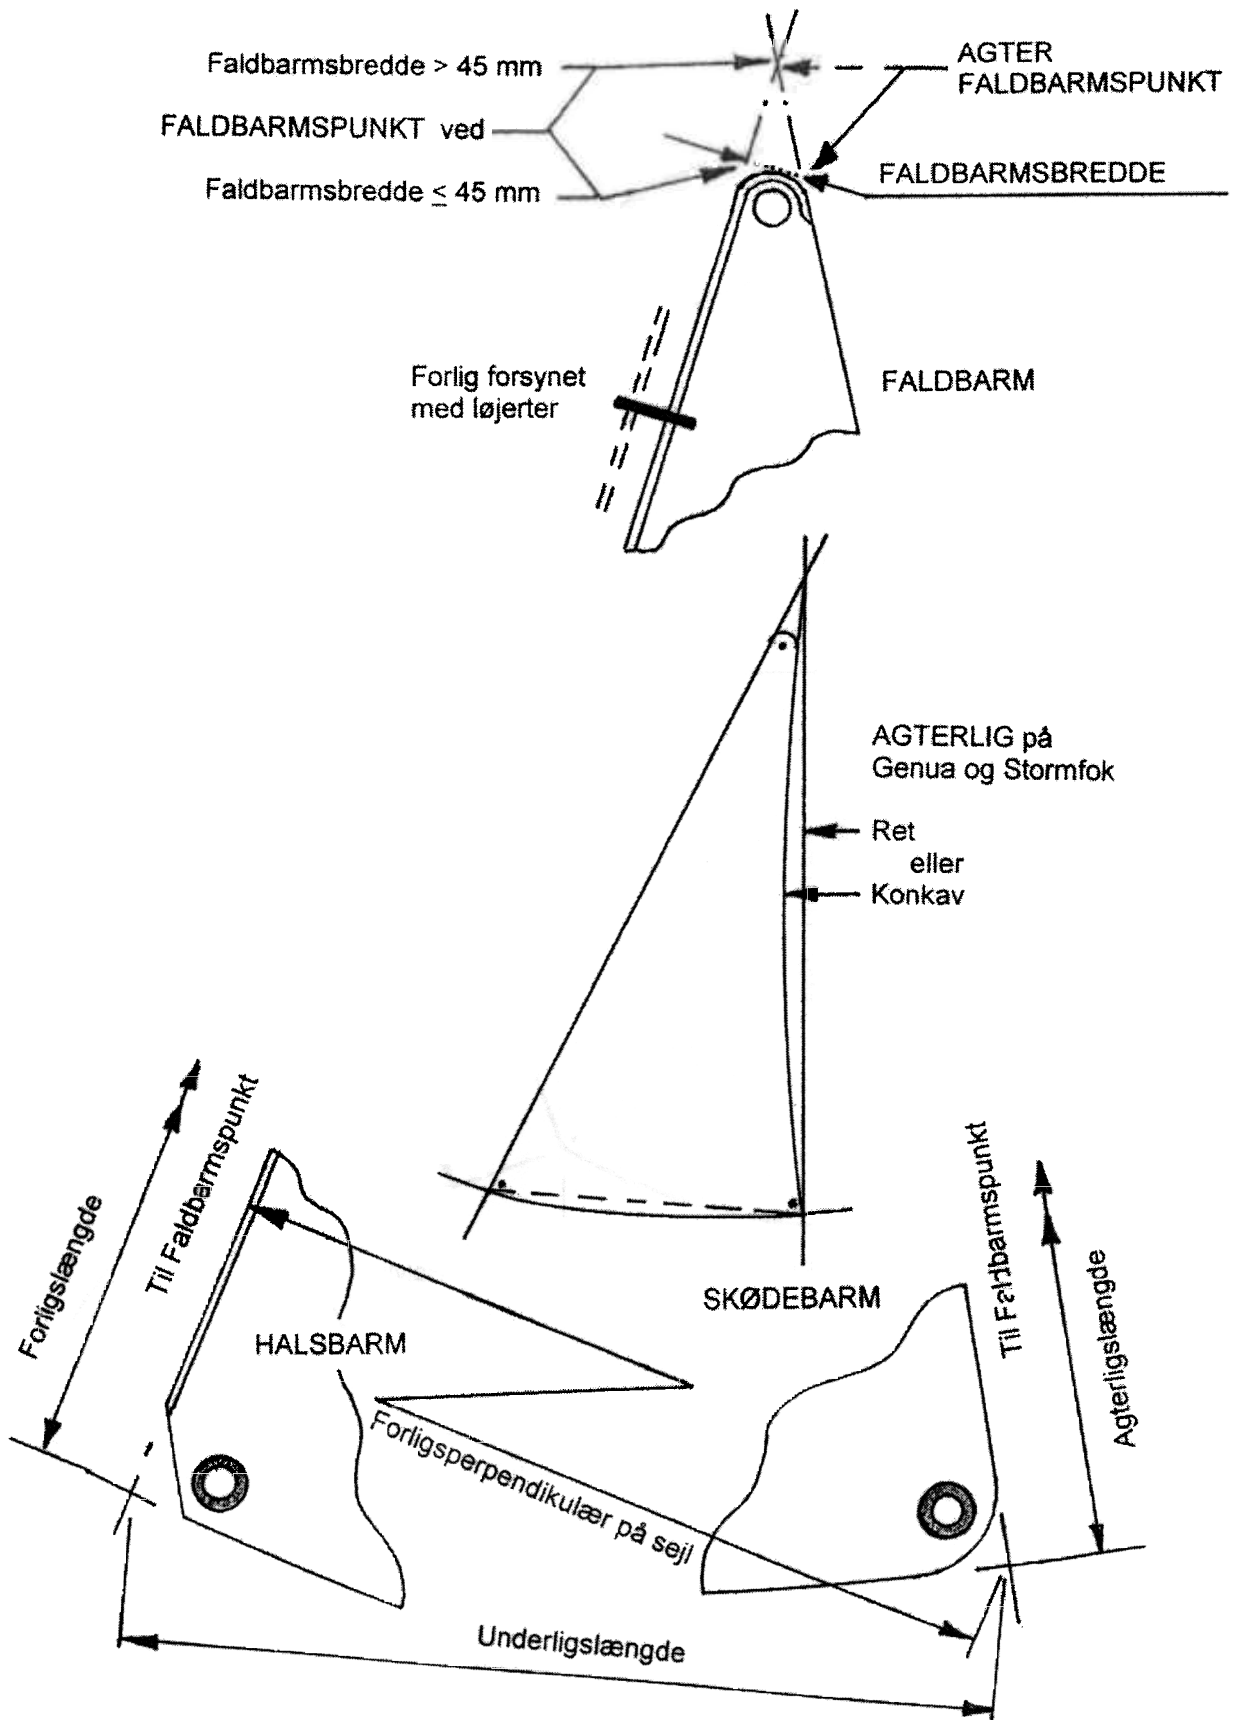 Faldbarmsbredde > 45 mm
AGTER
FALDBARMSPUNKT
FALDBARMSPUNKT ved
Faldbarmsbredde ≤ 45 mm
FALDBARMSBREDDE
Forlig forsynet
med løjerter
FALDBARM
AGTERLIG på
Genua og Stormfok
Ret
eller
Konkav
Forligslængde
Til Faldbarmspunkt
HALSBARM
SKØDEBARM
Til Faldbarmspunkt
Agterligslængde
Forligsperpendikulær på sejl
Underligslængde